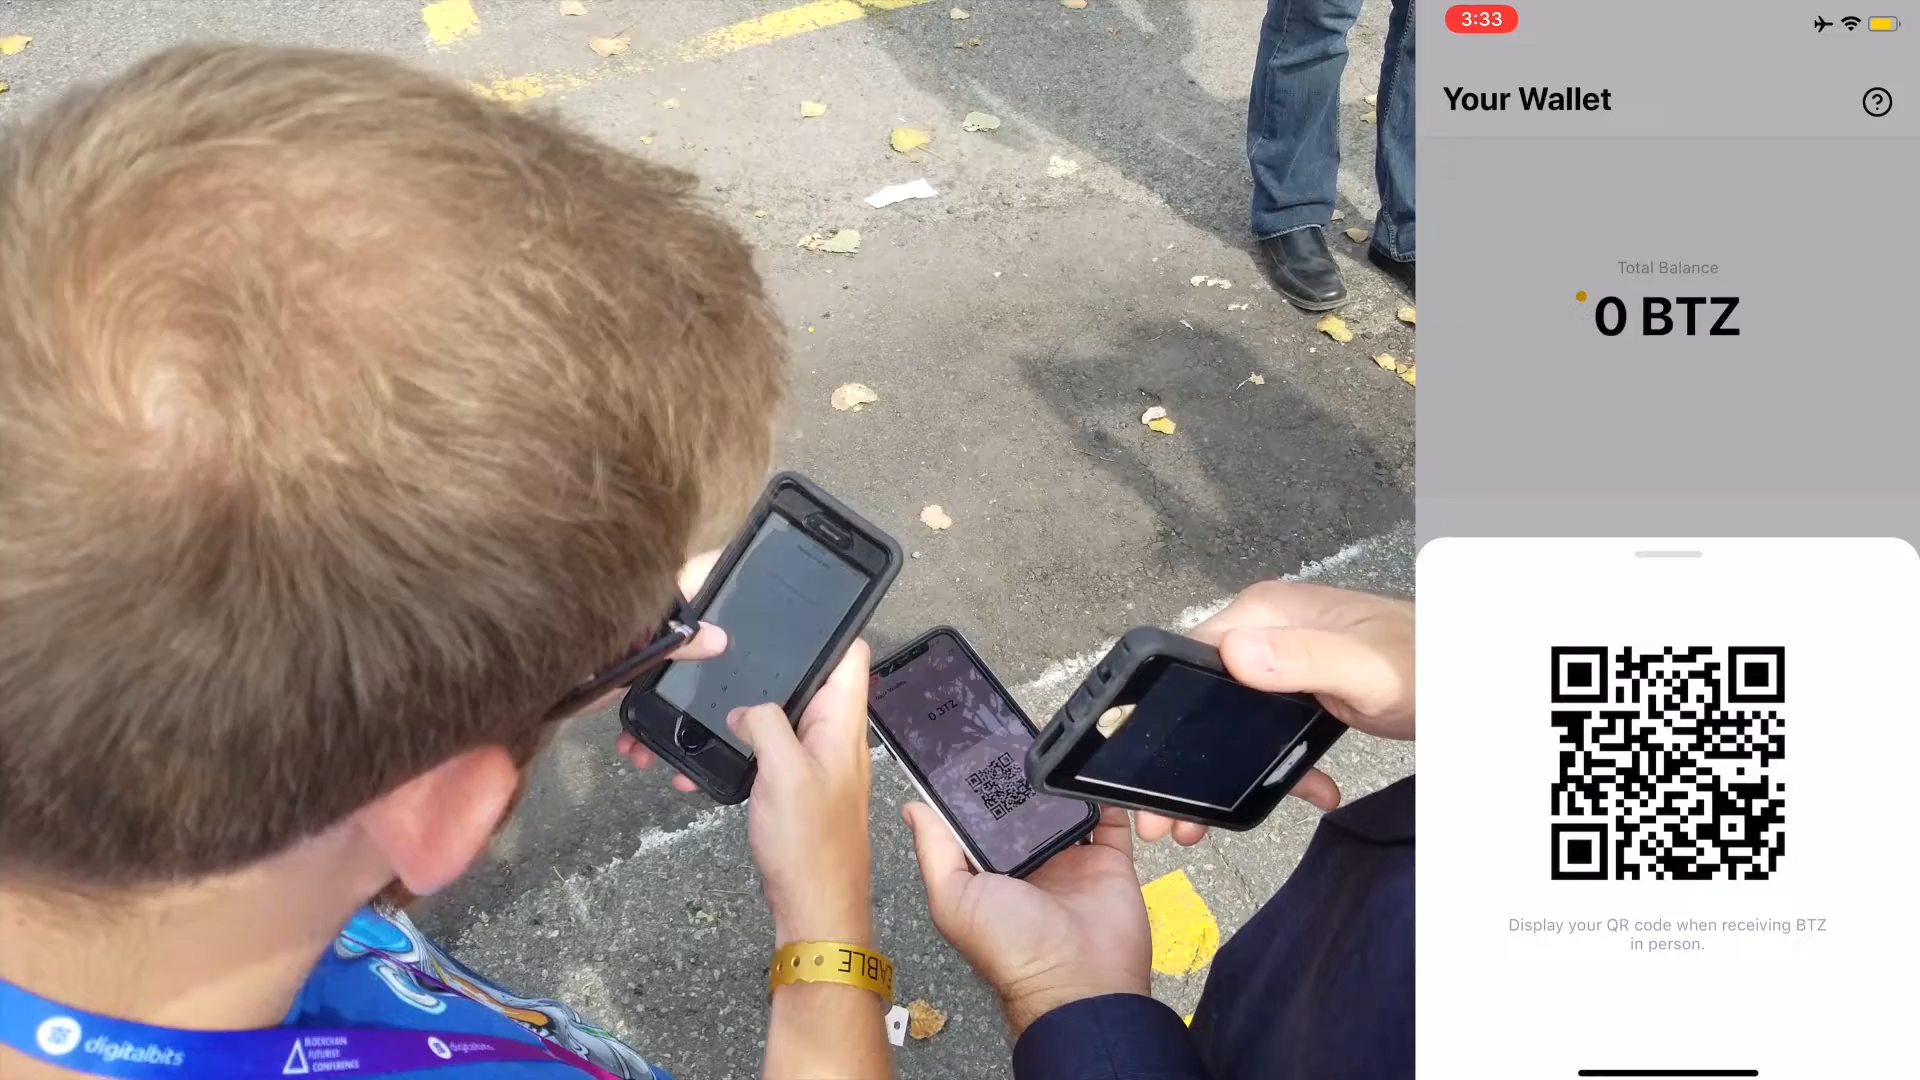 3:33
Your Wallet
?
Total Balance
0 BTZ
Display your QR code when receiving BTZ
in person.
0 BTZ
digitalbits
BLOCKCHAIN
FUTURIST
CONFERENCE
digitalbits